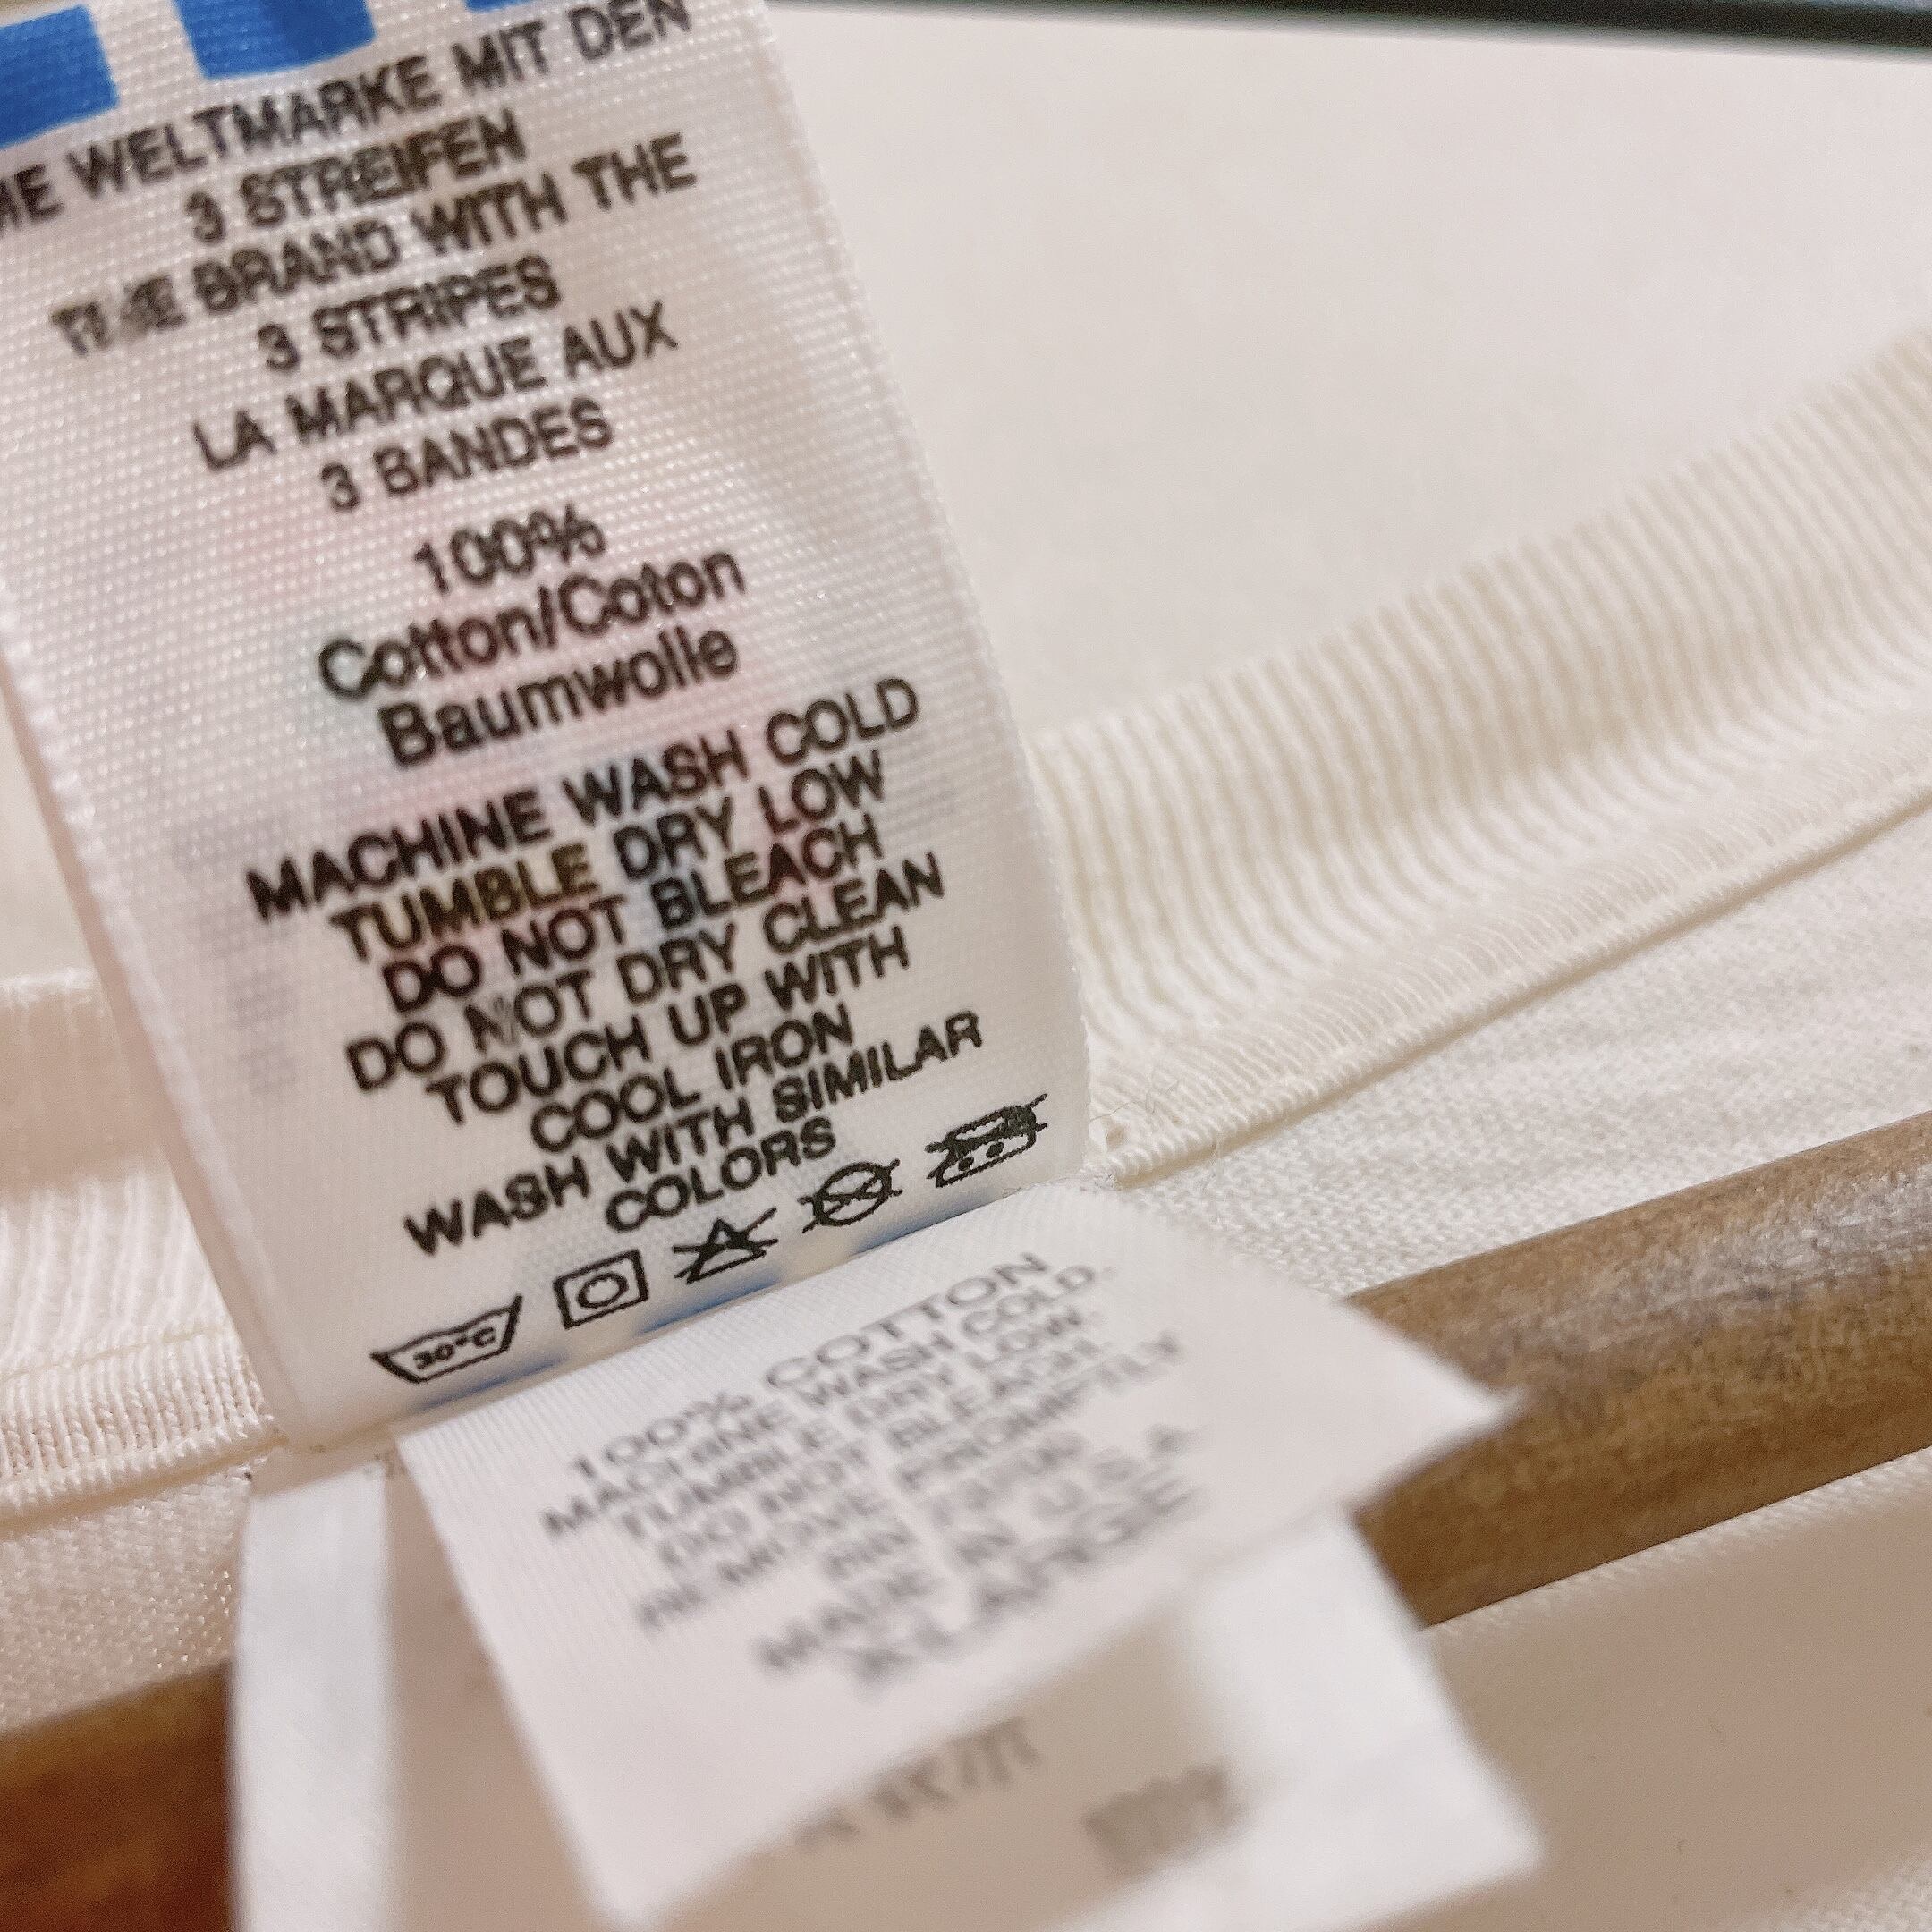 WELTMARKE MIT DEN
3 STREIFEN
THE BRAND WITH THE
3 STRIPES
LA MARQUE AUX
3 BANDES
100%
Cotton/Coton
Baumwolle
MACHINE WASH COLD
TUMBLE DRY LOW
DO NOT BLEACH
DO NOT DRY CLEAN
TOUCH UP WITH
COOL IRON
WASH WITH SIMILAR
COLORS
30°C
100% COTTON
MACHINE WASH COLD.
TUMBLE DRY LOW.
DO NOT BLEACH.
REMOVE PROMPTLY
MADE IN U.S.A.
X-LARGE